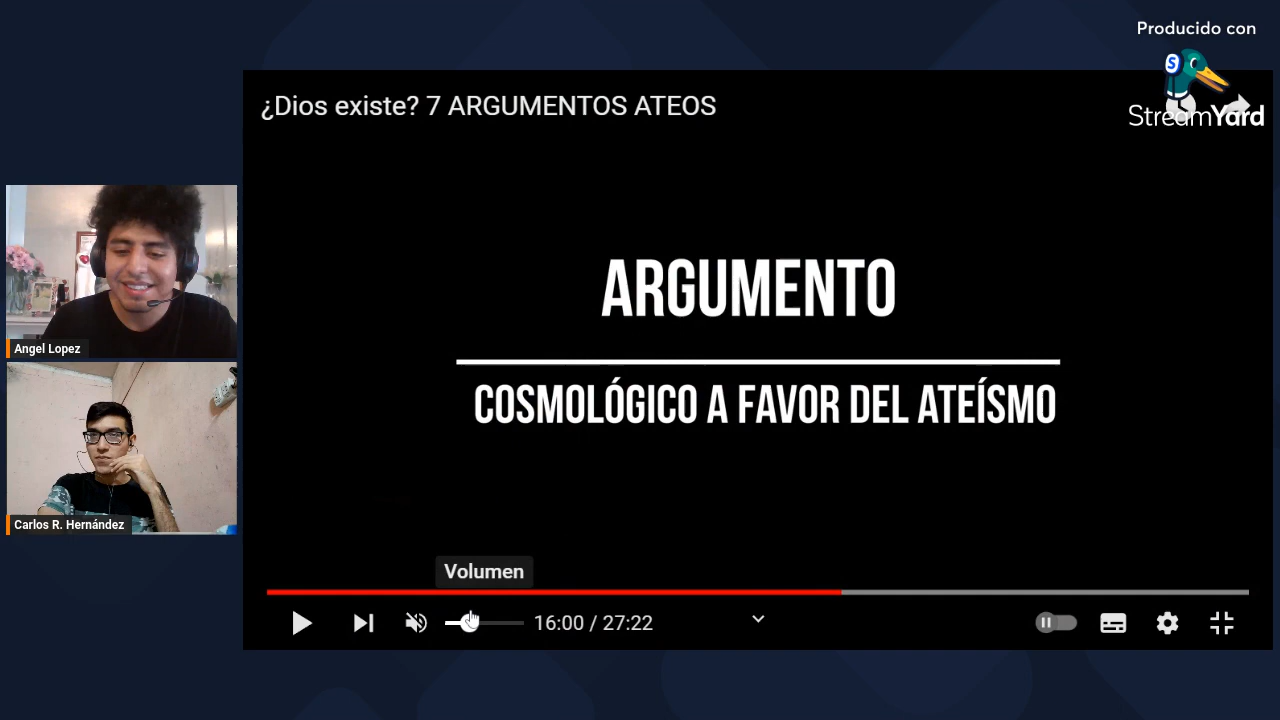 Producido con
StreamYard
¿Dios existe? 7 ARGUMENTOS ATEOS
ARGUMENTO
COSMOLÓGICO A FAVOR DEL ATEÍSMO
Angel Lopez
Carlos R. Hernández
Volumen
16:00 / 27:22